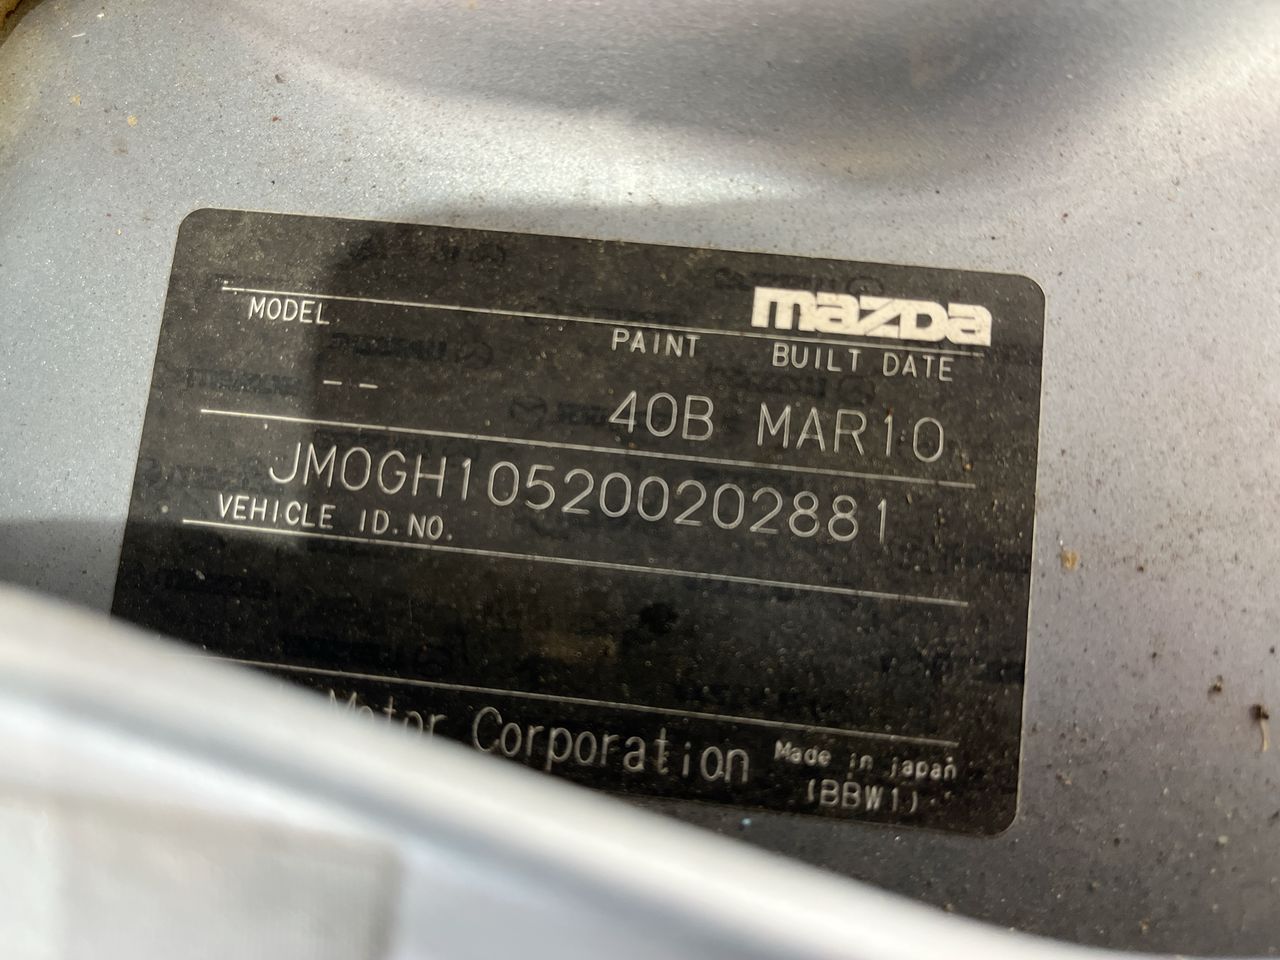 mazda
MODEL PAINT BUILT DATE
-- 40B MAR10
JM0GH105200202881
VEHICLE ID.NO.
Motor Corporation Made in japan
(BBW1)